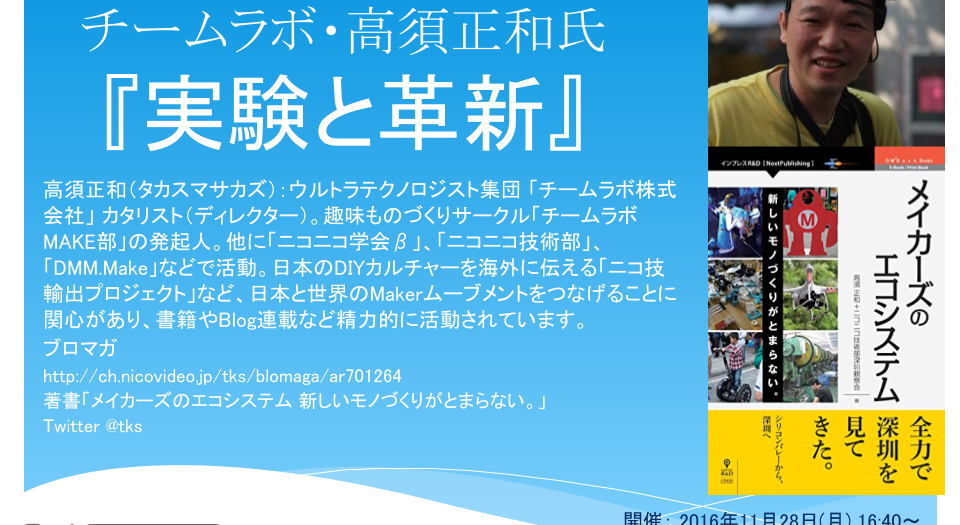 チームラボ・高須正和氏
『実験と革新』
高須正和(タカスマサカズ):ウルトラテクノロジスト集団「チームラボ株式
会社」カタリスト(ディレクター)。趣味ものづくりサークル「チームラボ
MAKE部」の発起人。他に「ニコニコ学会β」、「ニコニコ技術部」、
「DMM.Make」などで活動。日本のDIYカルチャーを海外に伝える「ニコ技
輸出プロジェクト」など、日本と世界のMakerムーブメントをつなげることに
関心があり、書籍やBlog連載など精力的に活動されています。
ブロマガ
http://ch.nicovideo.jp/tks/blomaga/ar701264
著書「メイカーズのエコシステム 新しいモノづくりがとまらない。」
Twitter @tks
インプレスR&D [NextPublishing]
メイカーズの
エコシステム
新しいモノづくりがとまらない。
M
高須 正和+ニコニコ技術部深圳観察会 編
全力で
深圳を
見て
きた。
シリコンバレーから、
深圳へ
開催: 2016年11月28日(月) 16:40~